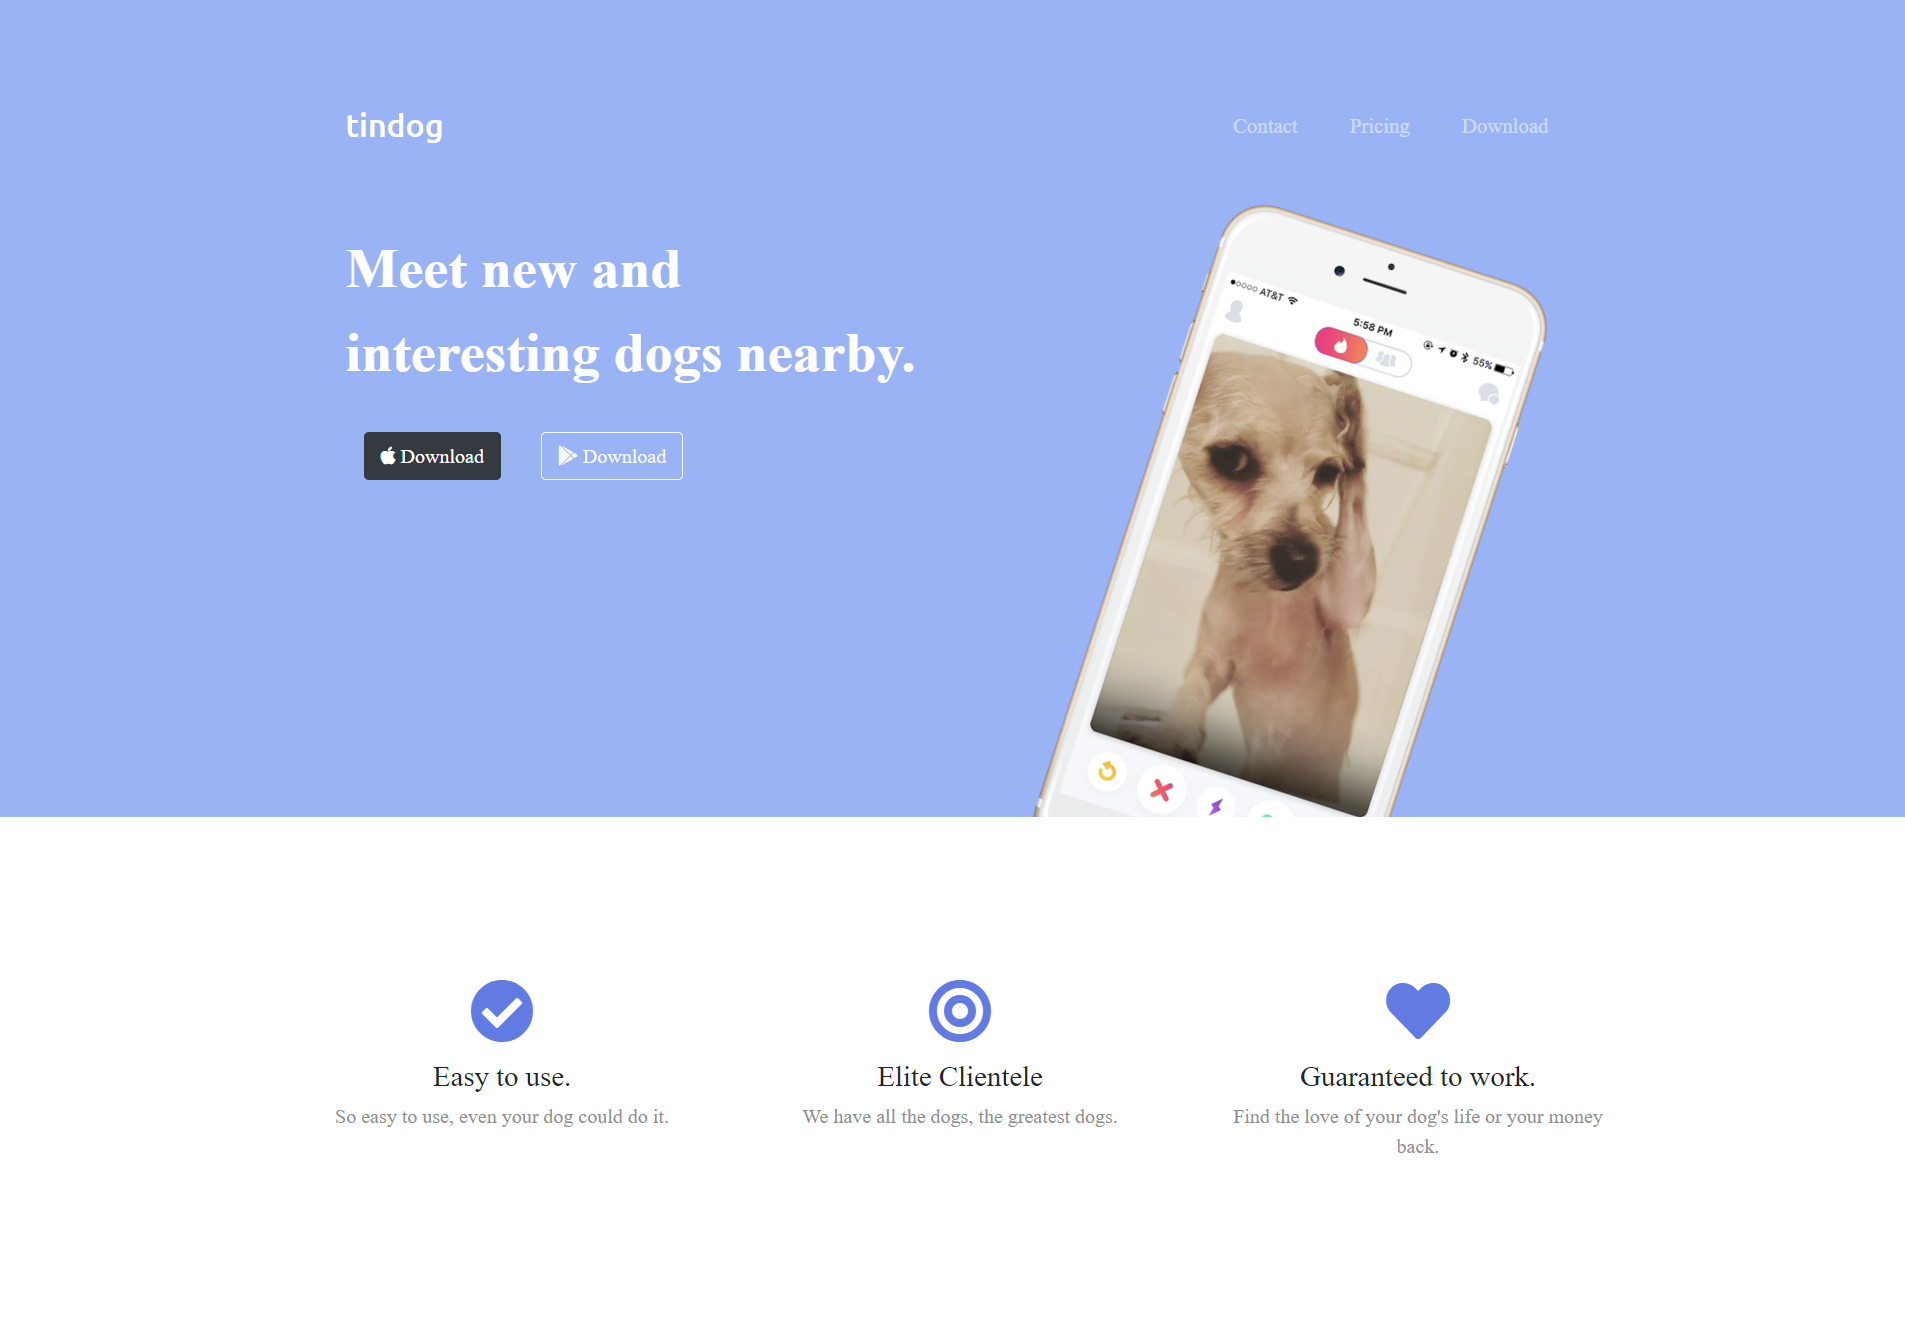 tindog
Contact Pricing Download
Meet new and
interesting dogs nearby.
Download Download
AT&T 5:58 PM 55%
Easy to use.
So easy to use, even your dog could do it.
Elite Clientele
We have all the dogs, the greatest dogs.
Guaranteed to work.
Find the love of your dog's life or your money
back.